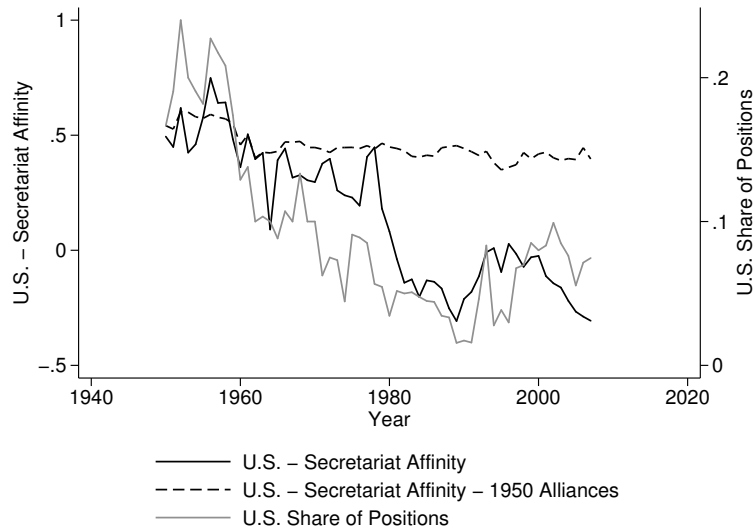 1
.5
0
−.5
U.S. − Secretariat Affinity
.2
.1
0
U.S. Share of Positions
1940 1960 1980 2000 2020
Year
U.S. − Secretariat Affinity
U.S. − Secretariat Affinity − 1950 Alliances
U.S. Share of Positions